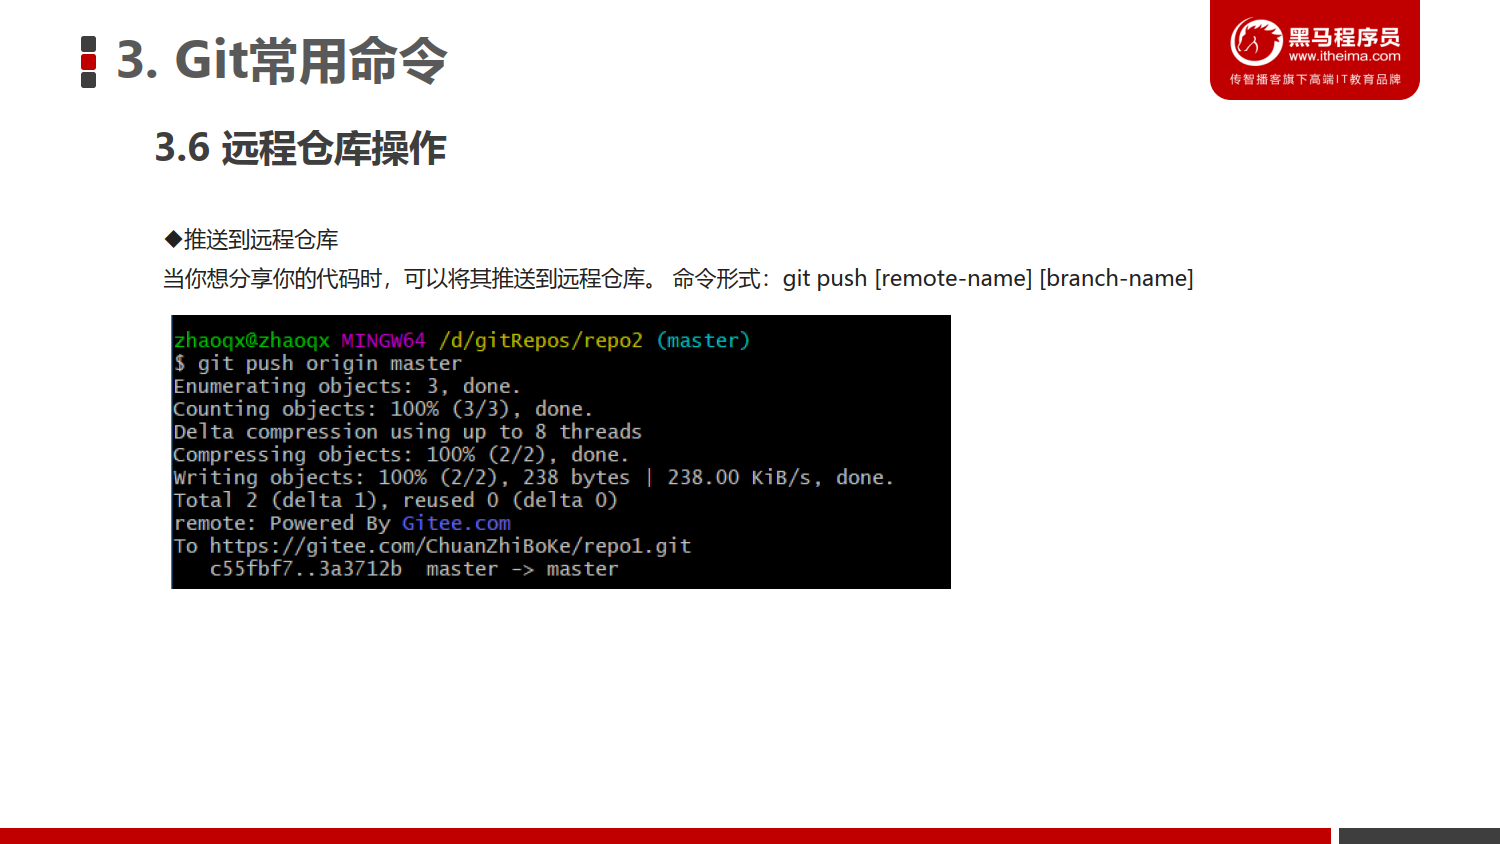 3. Git常用命令
黑马程序员
www.itheima.com
传智播客旗下高端IT教育品牌
3.6 远程仓库操作
◆推送到远程仓库
当你想分享你的代码时，可以将其推送到远程仓库。 命令形式：git push [remote-name] [branch-name]
zhaoqx@zhaoqx MINGW64 /d/gitRepos/repo2 (master)
$ git push origin master
Enumerating objects: 3, done.
Counting objects: 100% (3/3), done.
Delta compression using up to 8 threads
Compressing objects: 100% (2/2), done.
Writing objects: 100% (2/2), 238 bytes | 238.00 KiB/s, done.
Total 2 (delta 1), reused 0 (delta 0)
remote: Powered By Gitee.com
To https://gitee.com/ChuanZhiBoKe/repo1.git
   c55fbf7..3a3712b  master -> master